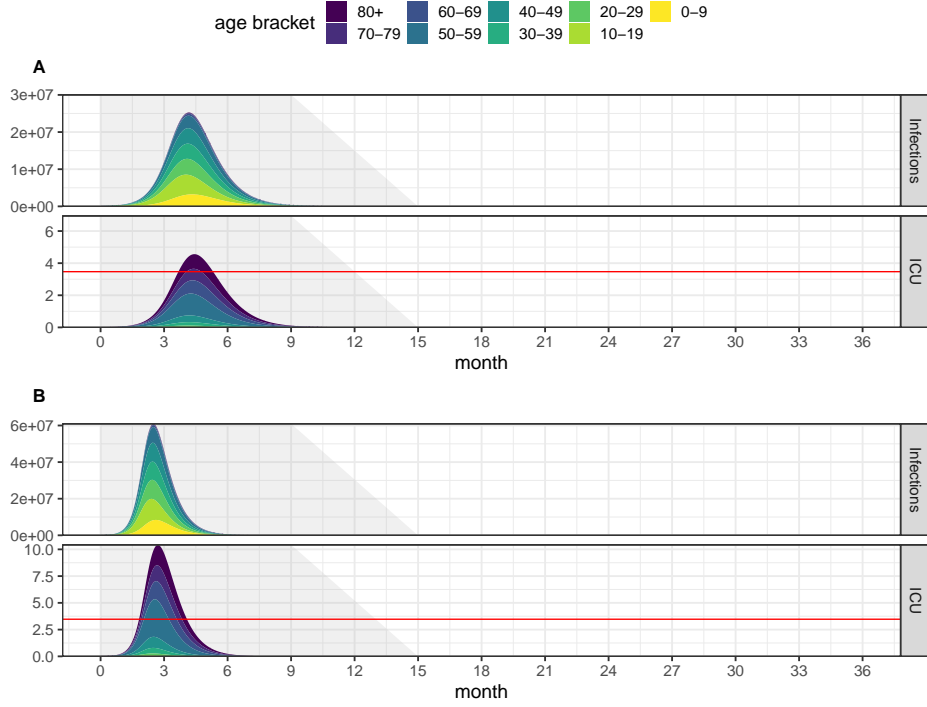 age bracket
80+ 60−69 40−49 20−29 0−9
70−79 50−59 30−39 10−19
A
3e+07
2e+07
1e+07
0e+00
Infections
6
4
2
0
ICU
0 3 6 9 12 15 18 21 24 27 30 33 36
month
B
6e+07
4e+07
2e+07
0e+00
Infections
10.0
7.5
5.0
2.5
0.0
ICU
0 3 6 9 12 15 18 21 24 27 30 33 36
month